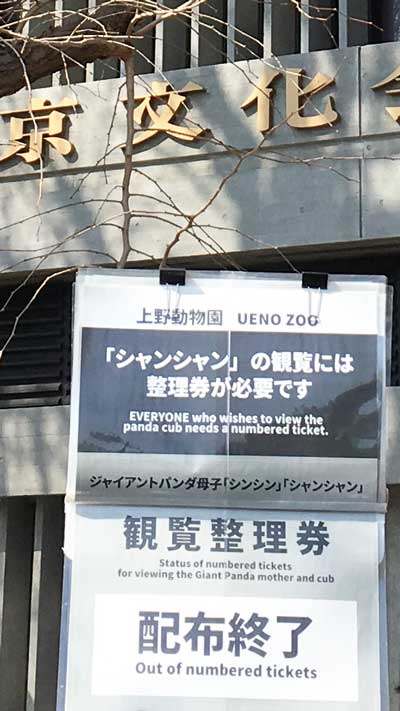 京文化会
上野動物園 UENO ZOO
「シャンシャン」の観覧には
整理券が必要です
EVERYONE who wishes to view the
panda cub needs a numbered ticket.
ジャイアントパンダ母子「シンシン」「シャンシャン」
観覧整理券
Status of numbered tickets
for viewing the Giant Panda mother and cub
配布終了
Out of numbered tickets